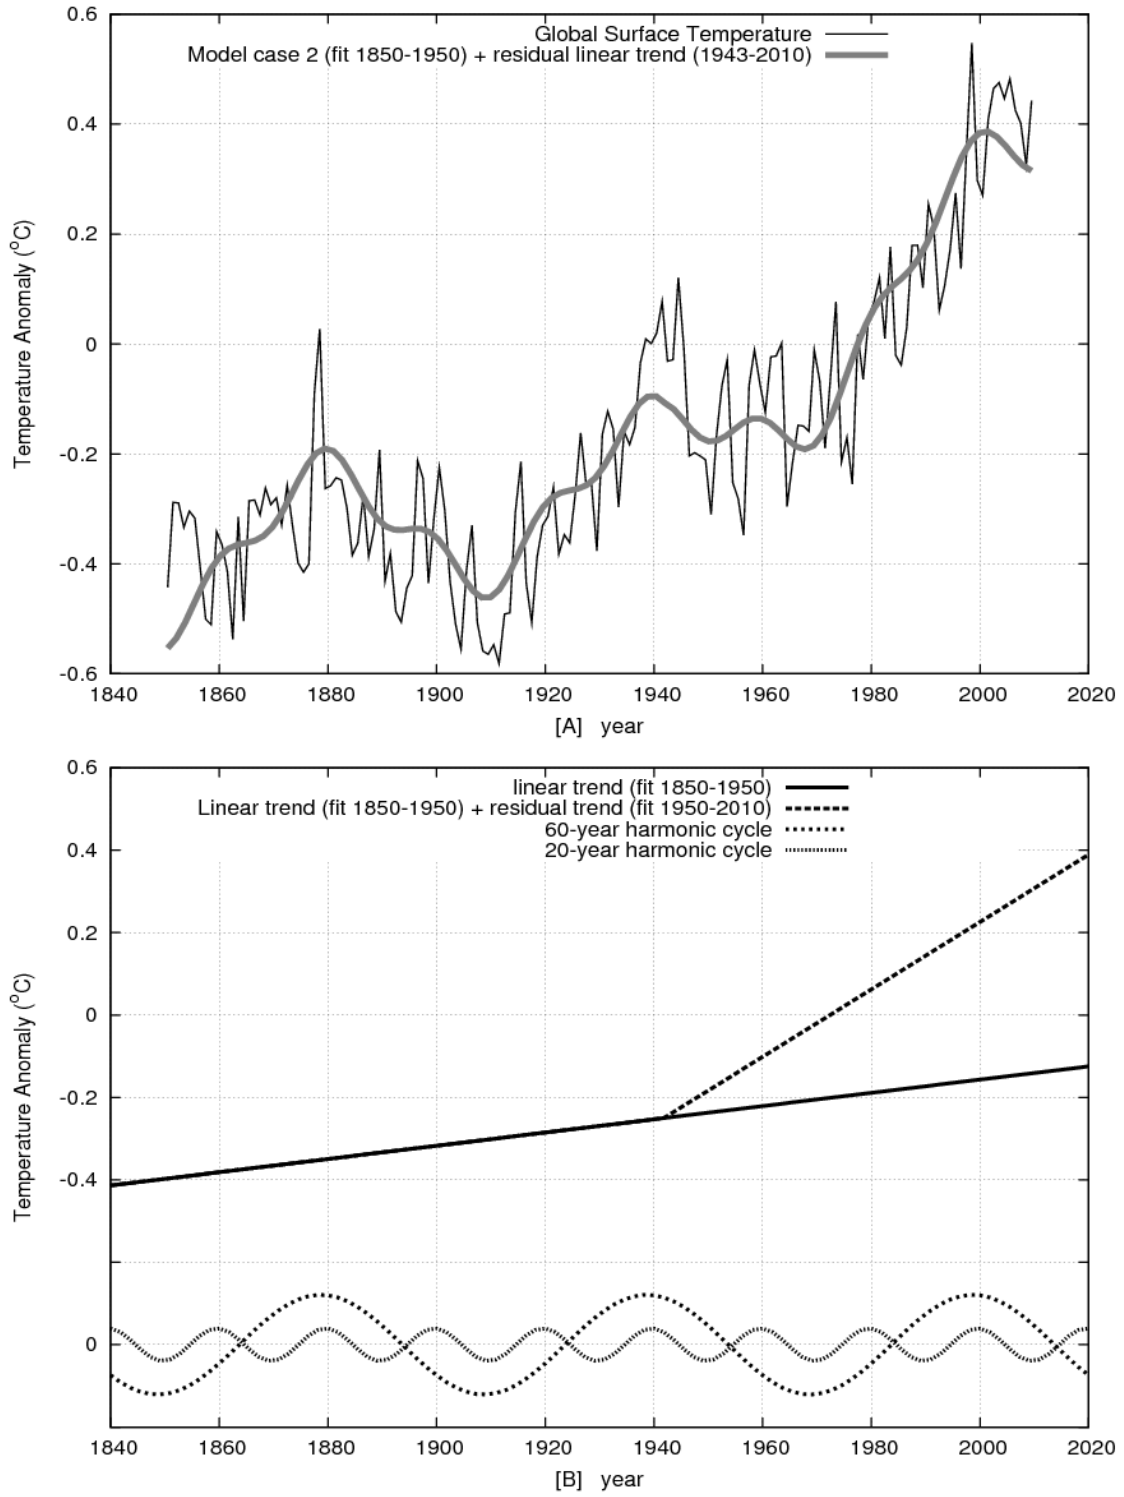 Global Surface Temperature
Model case 2 (fit 1850-1950) + residual linear trend (1943-2010)
0.6
0.4
0.2
0
-0.2
-0.4
-0.6
Temperature Anomaly (°C)
1840 1860 1880 1900 1920 1940 1960 1980 2000 2020
[A] year
linear trend (fit 1850-1950)
Linear trend (fit 1850-1950) + residual trend (fit 1950-2010)
60-year harmonic cycle
20-year harmonic cycle
0.6
0.4
0.2
0
-0.2
-0.4
0
Temperature Anomaly (°C)
1840 1860 1880 1900 1920 1940 1960 1980 2000 2020
[B] year